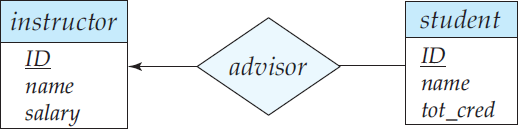 instructor
ID
name
salary
advisor
student
ID
name
tot_cred